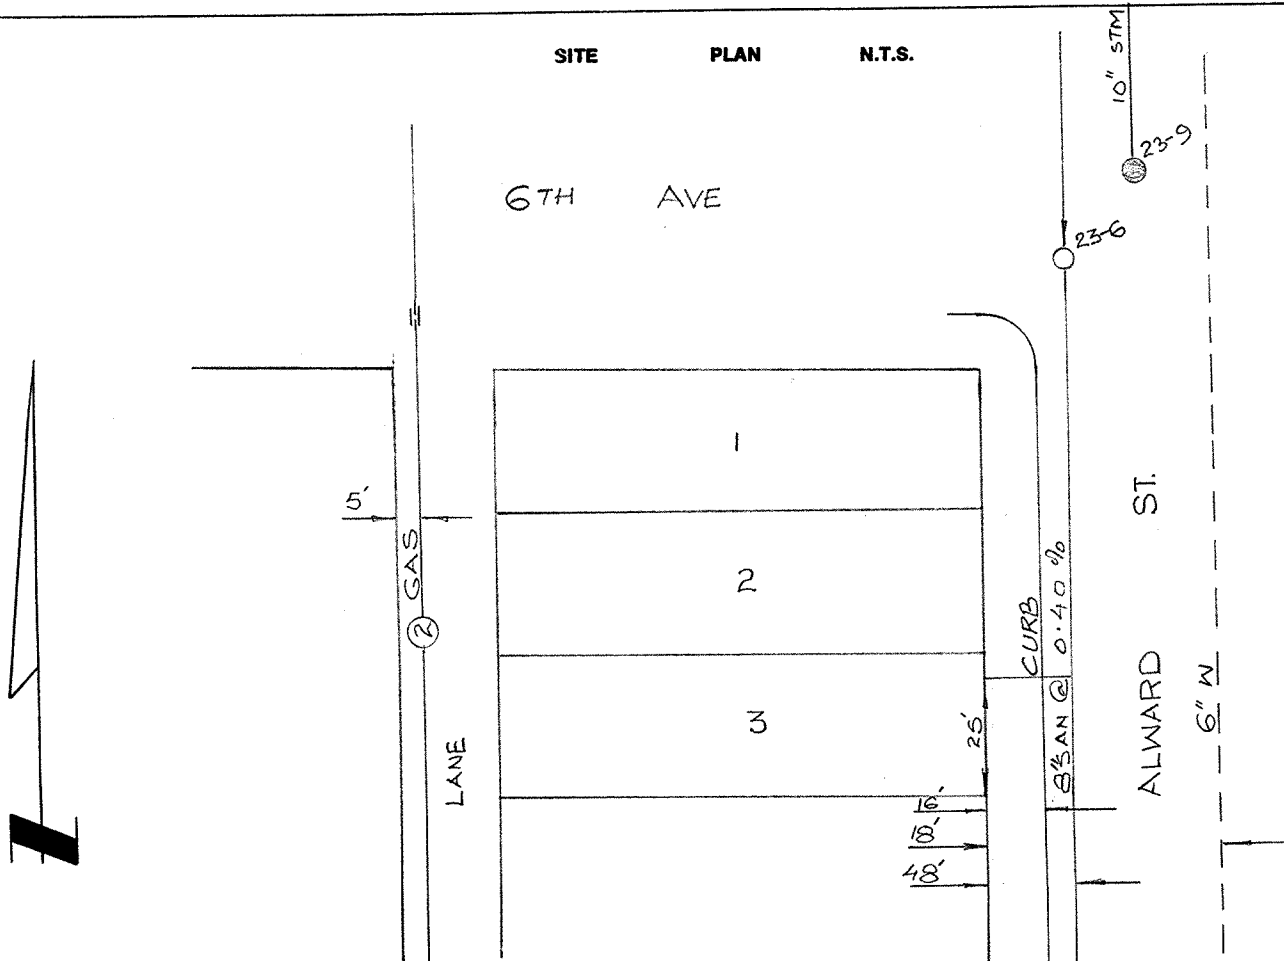 SITE PLAN N.T.S.
10" STM
23-9
6TH AVE
23-6
1
5'
GAS
2
2
CURB
8" SAN @ 0.40 %
ALWARD ST.
6" W
3
25'
LANE
16'
18'
48'